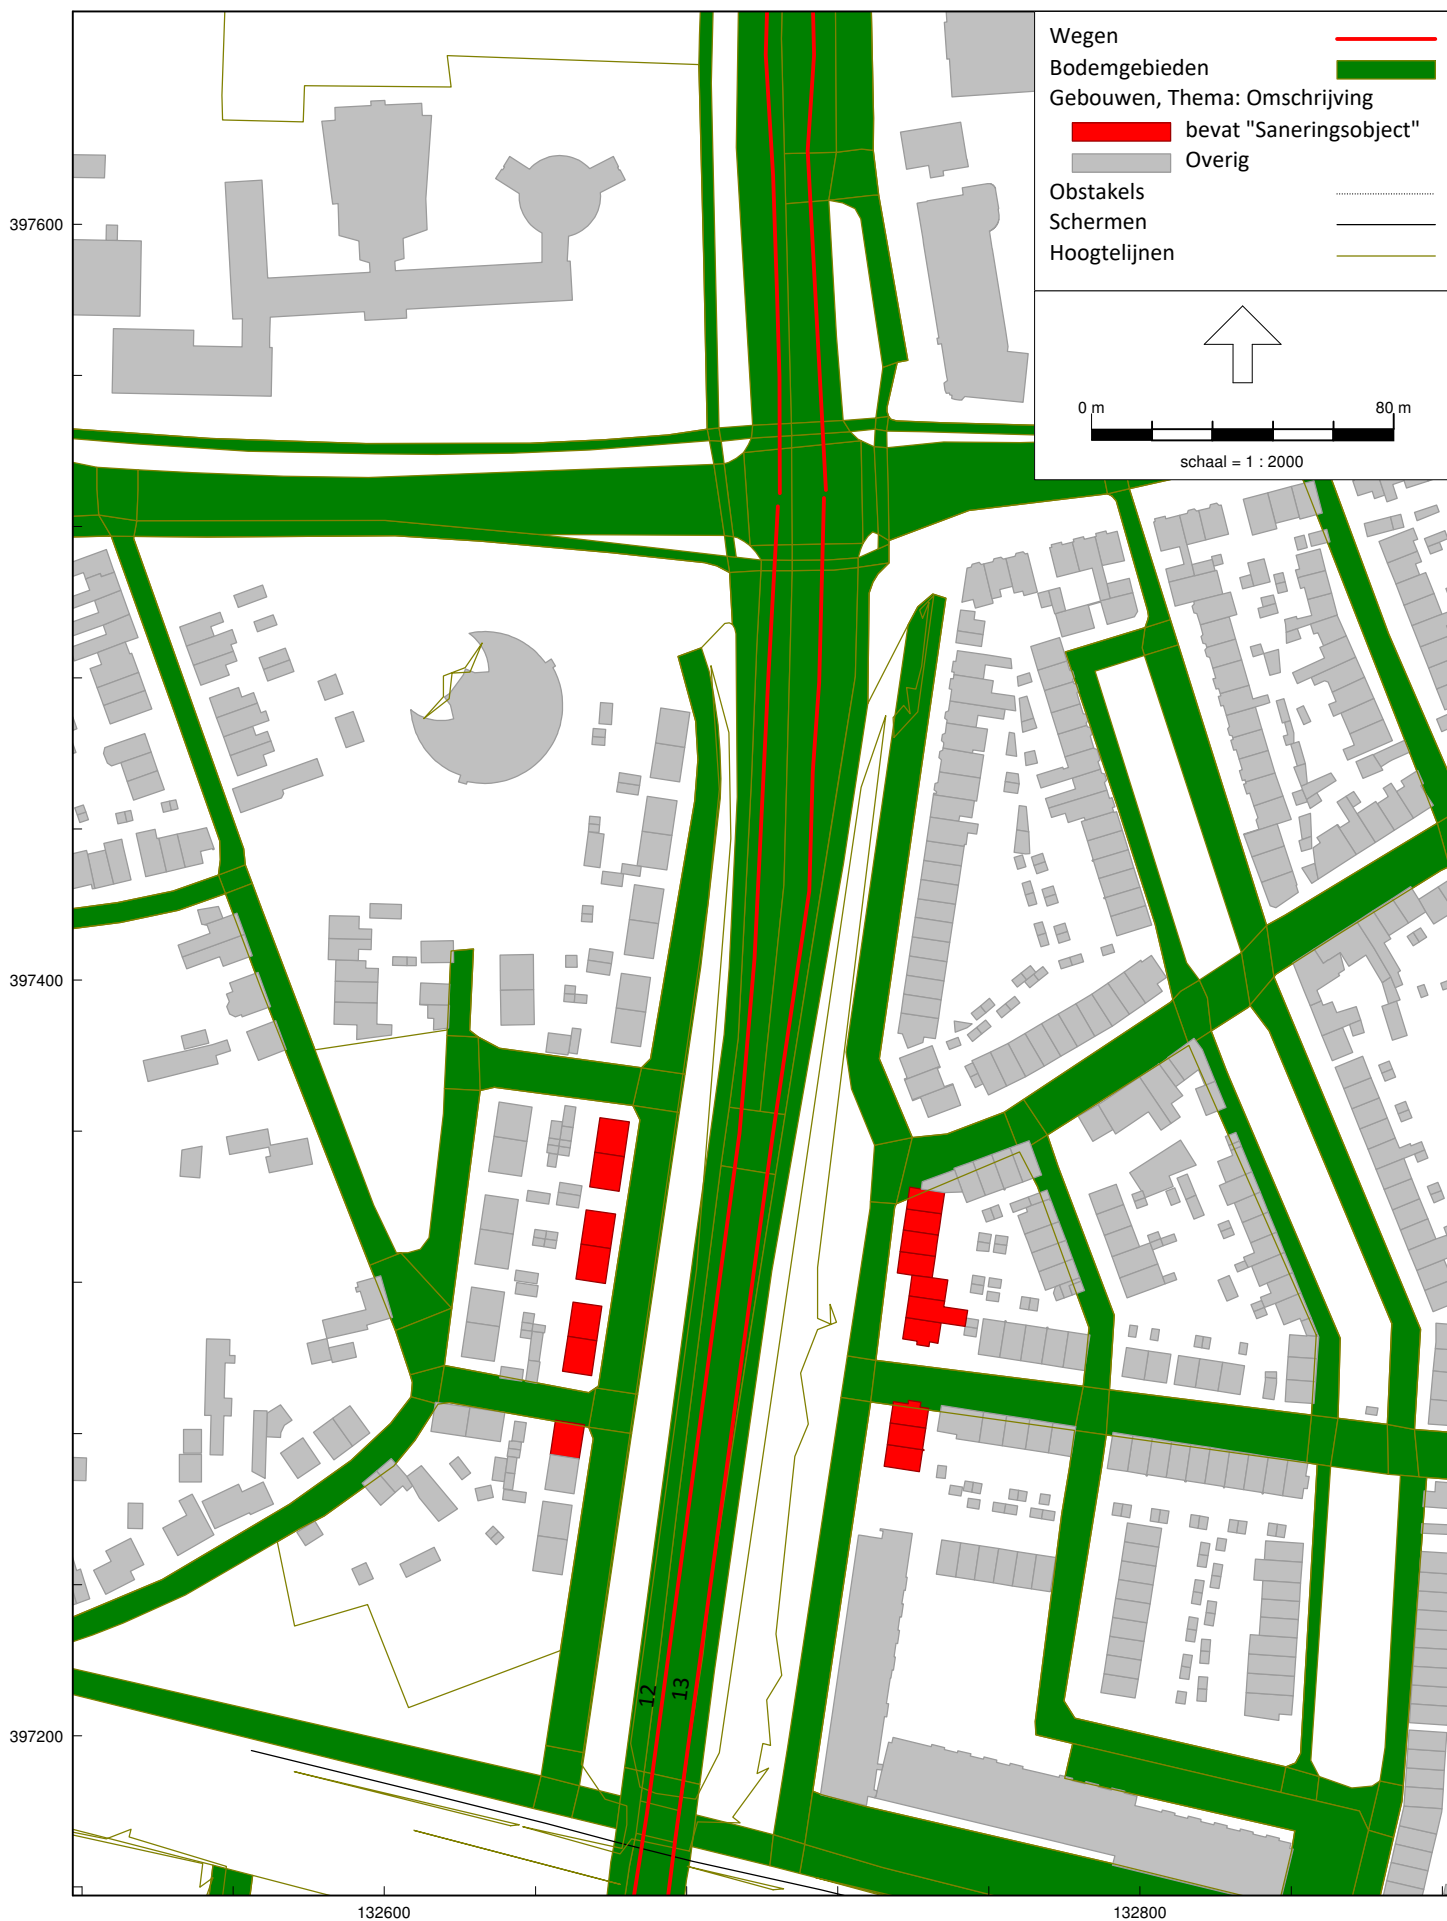 Wegen
Bodemgebieden
Gebouwen, Thema: Omschrijving
bevat "Saneringsobject"
Overig
Obstakels
Schermen
Hoogtelijnen
0 m 80 m
schaal = 1 : 2000
397600
397400
397200
12 13
132600 132800